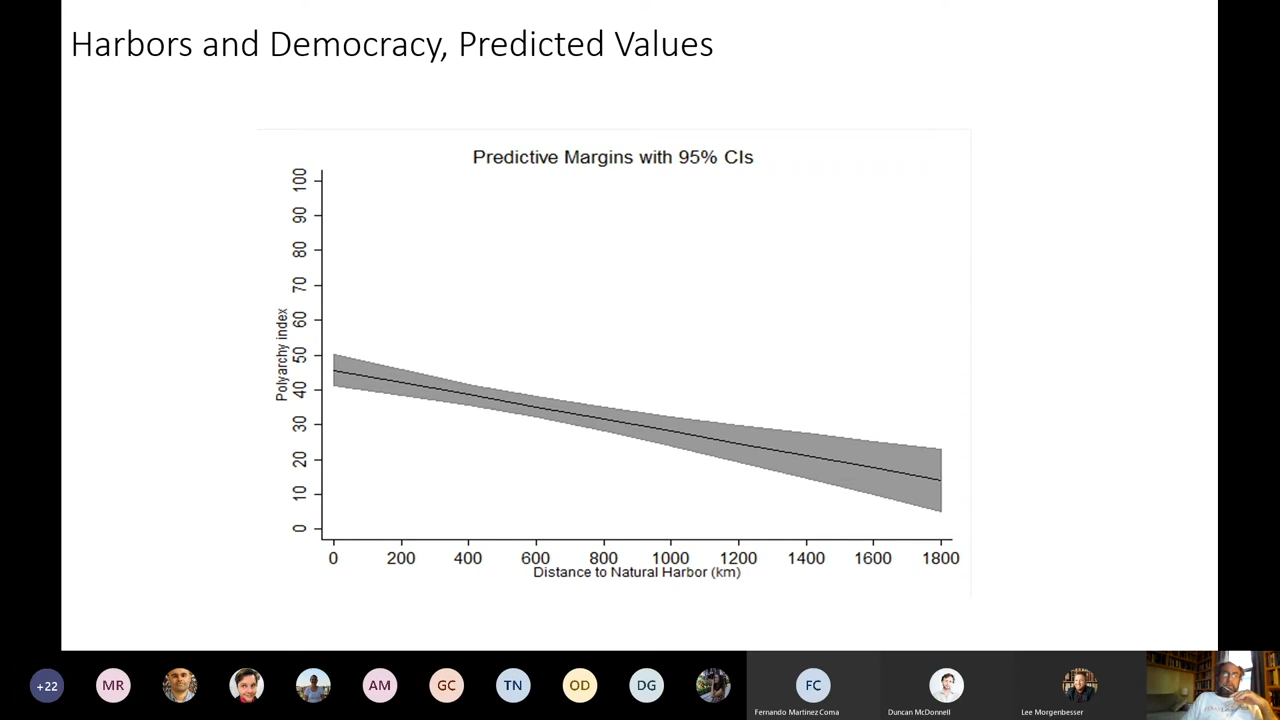 Harbors and Democracy, Predicted Values
Predictive Margins with 95% CIs
Polyarchy index
100
90
80
70
60
50
40
30
20
10
0
0 200 400 600 800 1000 1200 1400 1600 1800
Distance to Natural Harbor (km)
+22 MR AM GC TN OD DG FC
Fernando Martinez Coma Duncan McDonnell Lee Morgenbesser